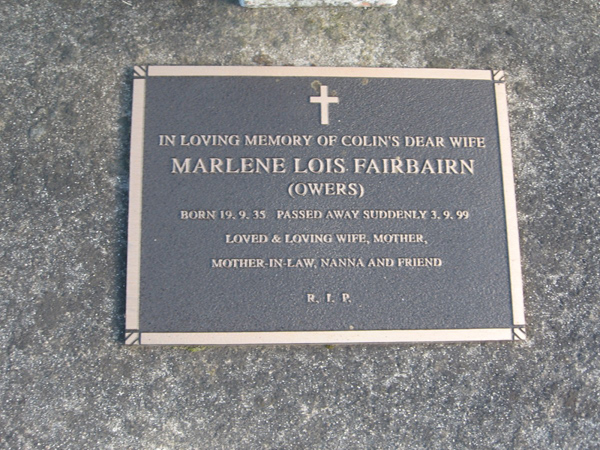 IN LOVING MEMORY OF COLIN'S DEAR WIFE
MARLENE LOIS FAIRBAIRN
(OWERS)
BORN 19. 9. 35 PASSED AWAY SUDDENLY 3. 9. 99
LOVED & LOVING WIFE, MOTHER,
MOTHER-IN-LAW, NANNA AND FRIEND
R. I. P.